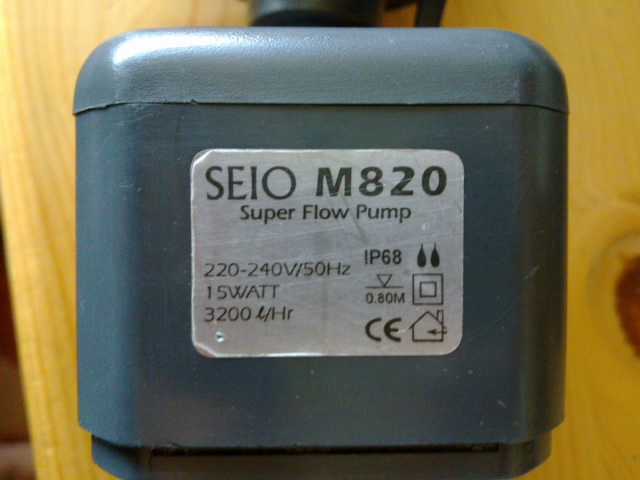 SEIO M820
Super Flow Pump
220-240V/50Hz
15WATT
3200 ℓ/Hr
IP68
0.80M
CE